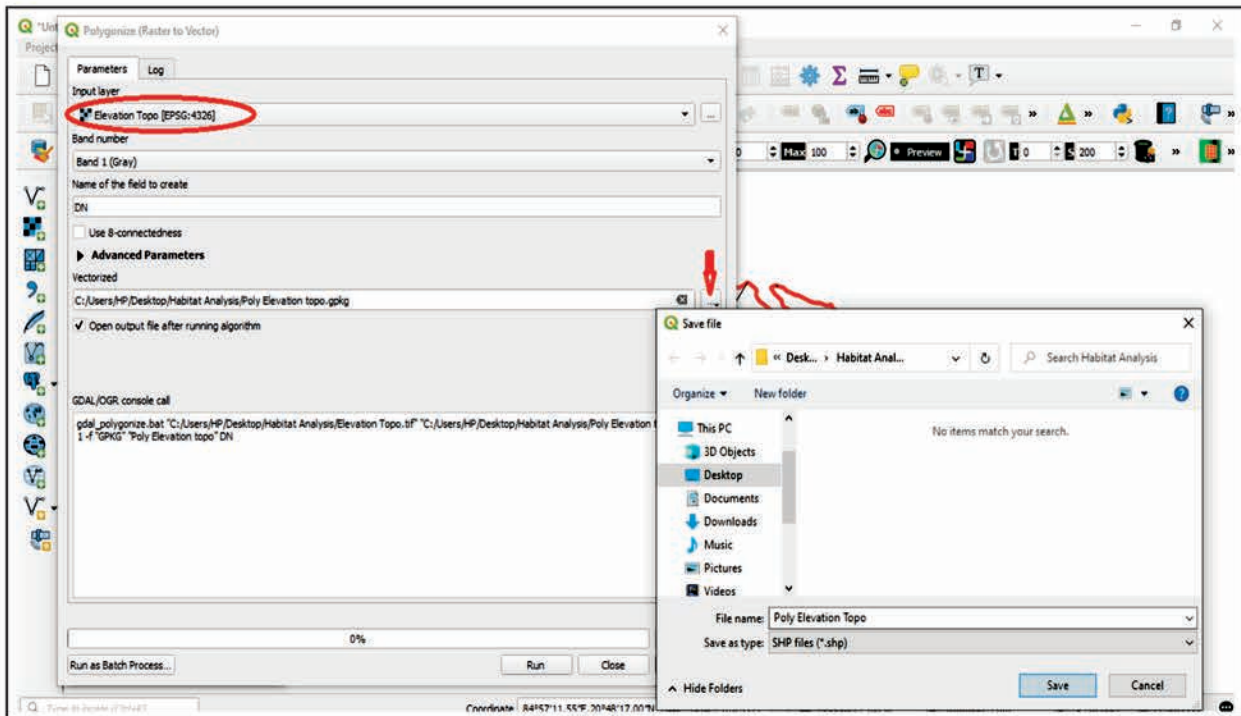 "Unt
Project
Polygonize (Raster to Vector)
Parameters Log
Input layer
Elevation Topo [EPSG:4326]
...
Band number
Band 1 (Gray)
Name of the field to create
DN
Use 8-connectedness
Advanced Parameters
Vectorized
C:/Users/HP/Desktop/Habitat Analysis/Poly Elevation topo.gpkg
Open output file after running algorithm
GDAL/OGR console call
gdal_polygonize.bat "C:/Users/HP/Desktop/Habitat Analysis/Elevation Topo.tif" "C:/Users/HP/Desktop/Habitat Analysis/Poly Elevation
1 -f "GPKG" "Poly Elevation topo" DN
0%
Run as Batch Process...
Run
Close
T
0 Max 100 Preview T 0 S 200
Save file
« Desk... › Habitat Anal...
Search Habitat Analysis
Organize
New folder
This PC
3D Objects
Desktop
Documents
Downloads
Music
Pictures
Videos
No items match your search.
File name: Poly Elevation Topo
Save as type: SHP files (*.shp)
Hide Folders
Save
Cancel
Coordinate